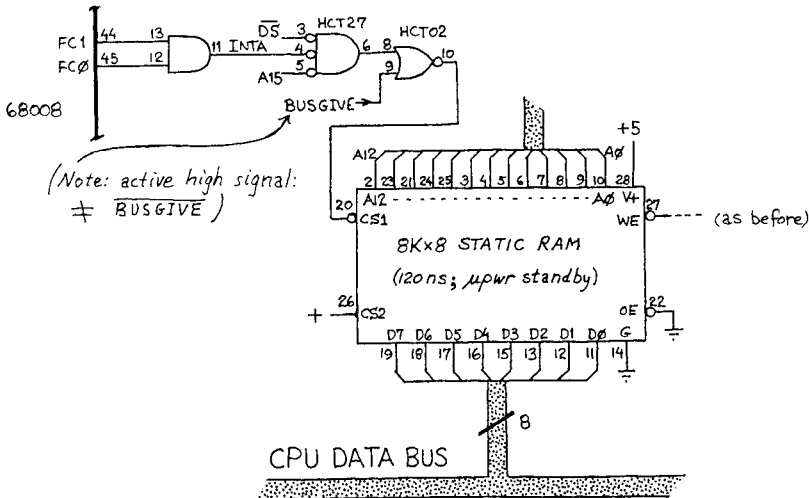 HCT27
D̅S̅ 3
HCT02
FC1 44 13
11 INTA 4
6 8
10
FCØ 45 12
A15 5
9
BUSGIVE
68008
(Note: active high signal:
≠ B̅U̅S̅G̅I̅V̅E̅)
+5
A12 AØ
2 23 21 24 25 3 4 5 6 7 8 9 10 28
A12 AØ V+
20
CS1
27
WE
(as before)
8K×8 STATIC RAM
(120ns; µpwr standby)
+ 26
CS2
22
OE
D7 D6 D5 D4 D3 D2 D1 DØ G
19 18 17 16 15 13 12 11 14
8
CPU DATA BUS